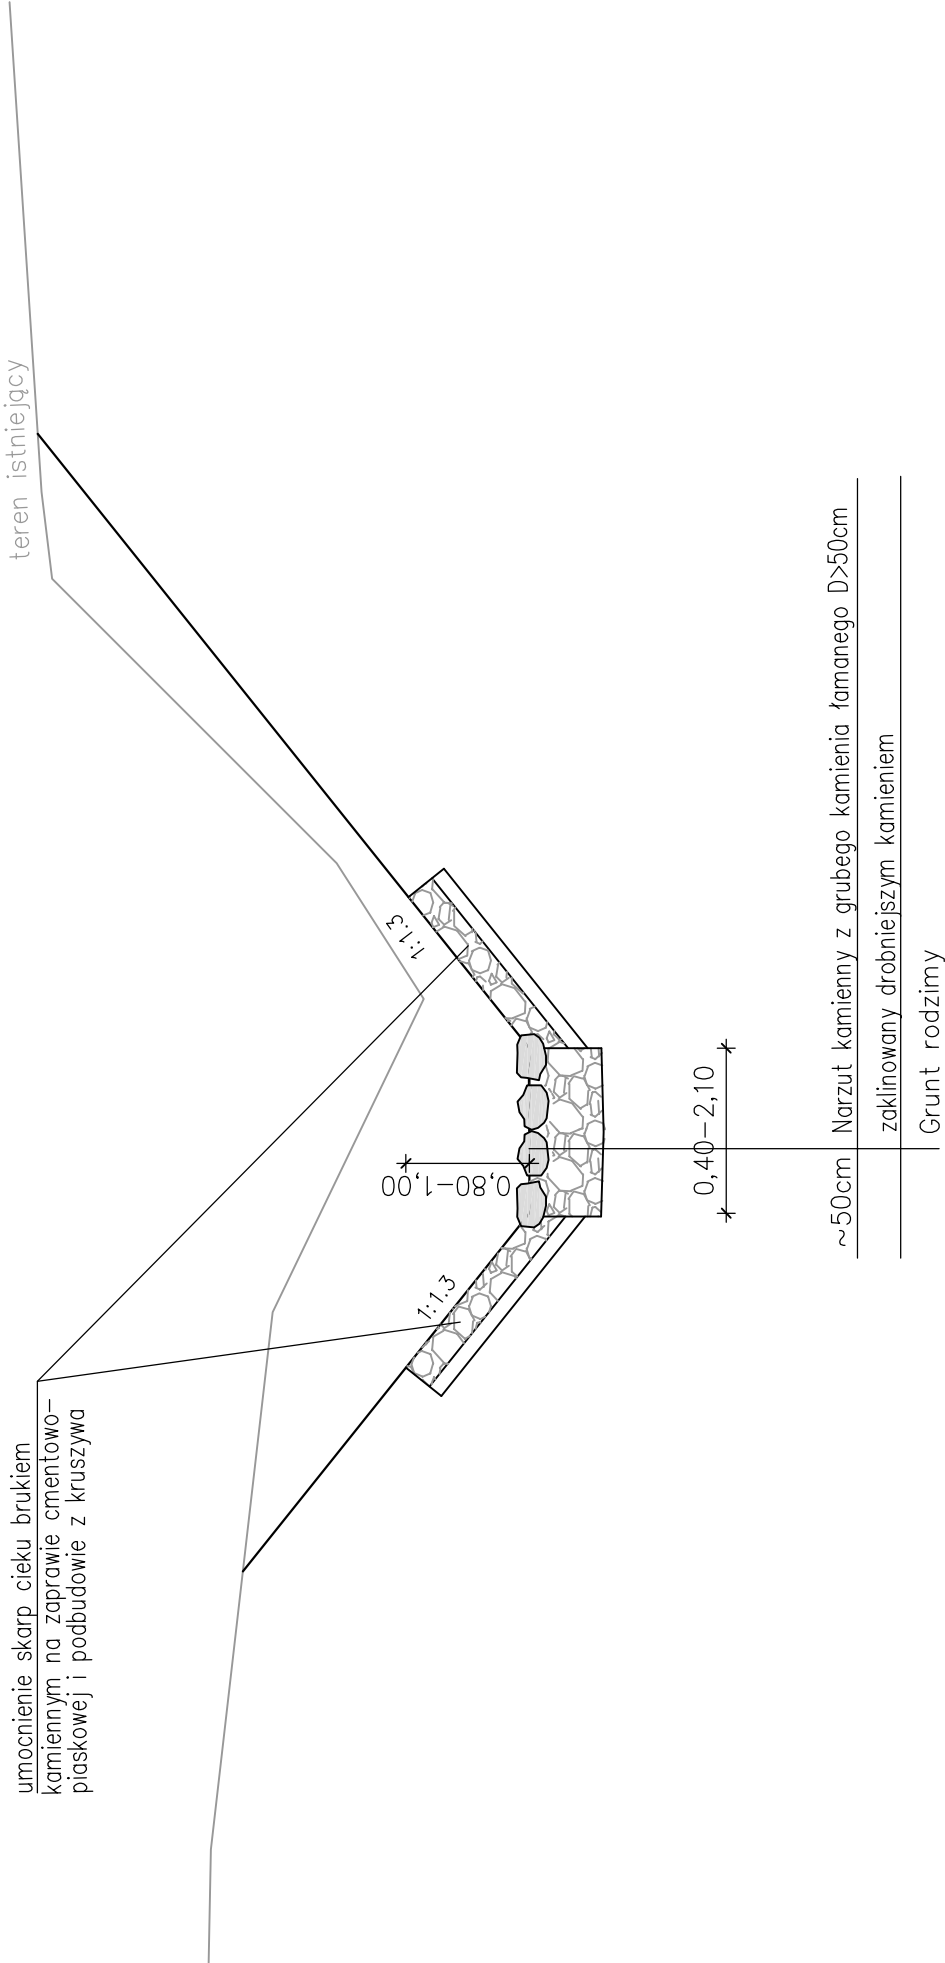 teren istniejący
umocnienie skarp cieku brukiem
kamiennym na zaprawie cmentowo-
piaskowej i podbudowie z kruszywa
1:1.3
1:1.3
0,80-1,00
0,40-2,10
~50cm Narzut kamienny z grubego kamienia łamanego D>50cm
zaklinowany drobniejszym kamieniem
Grunt rodzimy